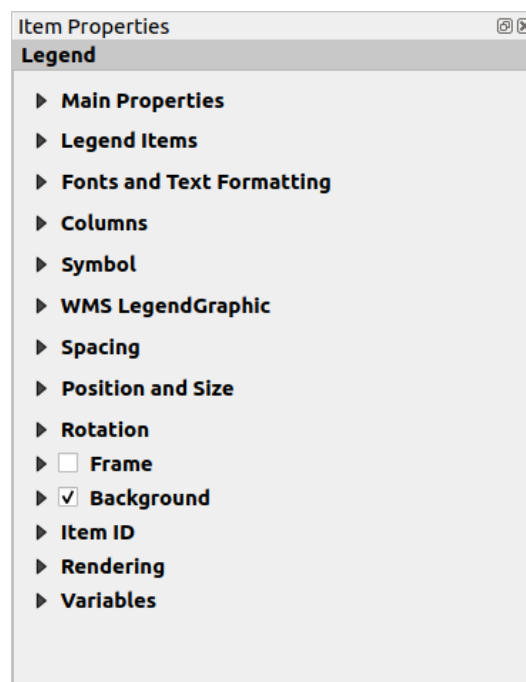 Item Properties
Legend
Main Properties
Legend Items
Fonts and Text Formatting
Columns
Symbol
WMS LegendGraphic
Spacing
Position and Size
Rotation
Frame
Background
Item ID
Rendering
Variables